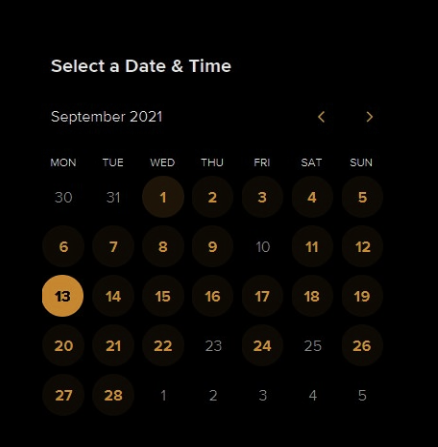 Select a Date & Time
September 2021 < >
MON TUE WED THU FRI SAT SUN
30 31 1 2 3 4 5
6 7 8 9 10 11 12
13 14 15 16 17 18 19
20 21 22 23 24 25 26
27 28 1 2 3 4 5